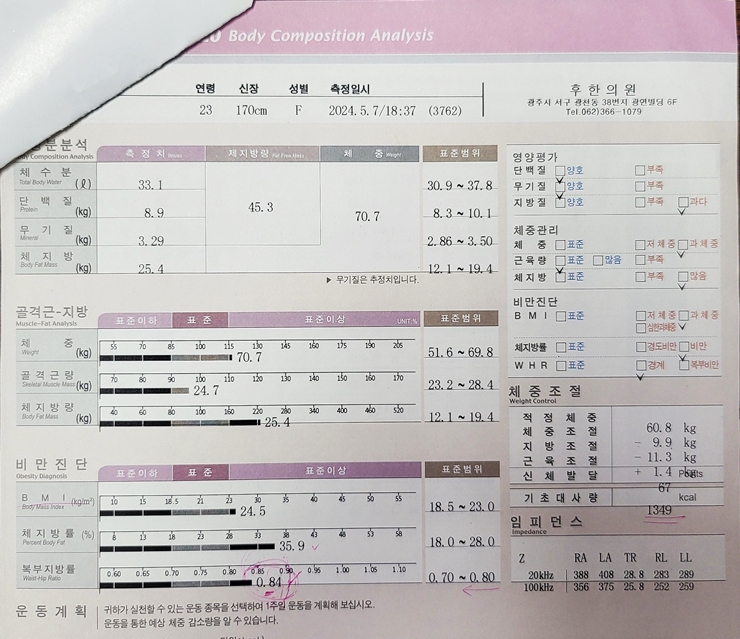 0 Body Composition Analysis
연령 신장 성별 측정일시
23 170cm F 2024.5.7/18:37 (3762)
후한의원
광주시 서구 광천동 38번지 광연빌딩 6F
Tel.062)366-1079
성분분석
Body Composition Analysis
측정치 체지방량 Fat Free Mass 체 중 Weight 표준범위
체 수 분 Total Body Water (ℓ) 33.1 30.9 ~ 37.8
단 백 질 Protein (kg) 8.9 45.3 70.7 8.3 ~ 10.1
무 기 질 Mineral (kg) 3.29 2.86 ~ 3.50
체 지 방 Body Fat Mass (kg) 25.4 12.1 ~ 19.4
▶ 무기질은 추정치입니다.
골격근-지방
Muscle-Fat Analysis
표준이하 표 준 표준이상 UNIT:% 표준범위
체 중 Weight (kg) 55 70 85 100 115 130 145 160 175 190 205
70.7 51.6 ~ 69.8
골격근량 Skeletal Muscle Mass (kg) 70 80 90 100 110 120 130 140 150 160 170
24.7 23.2 ~ 28.4
체지방량 Body Fat Mass (kg) 40 60 80 100 160 220 280 340 400 460 520
25.4 12.1 ~ 19.4
비만진단
Obesity Diagnosis
표준이하 표 준 표준이상 표준범위
B M I Body Mass Index (kg/m²) 10 15 18.5 21 23 30 35 40 45 50 55
24.5 18.5 ~ 23.0
체지방률 Percent Body Fat (%) 8 13 18 23 28 33 38 43 48 53 58
35.9 18.0 ~ 28.0
복부지방률 Waist-Hip Ratio 0.60 0.65 0.70 0.75 0.80 0.85 0.90 0.95 1.00 1.05 1.10
0.84 0.70 ~ 0.80
운동계획 귀하가 실천할 수 있는 운동 종목을 선택하여 1주일 운동을 계획해 보십시오.
운동을 통한 예상 체중 감소량을 알 수 있습니다.
영양평가
단백질 양호 부족
무기질 양호 부족
지방질 양호 부족 과다
체중관리
체 중 표준 저체중 과체중
근육량 표준 많음 부족
체지방 표준 부족 많음
비만진단
B M I 표준 저체중 과체중
심한과체중
체지방률 표준 경도비만 비만
W H R 표준 경계 복부비만
체중조절
Weight Control
적정체중 60.8 kg
체중조절 - 9.9 kg
지방조절 - 11.3 kg
근육조절 + 1.4 kg
신체발달 67 Points
기초대사량 1349 kcal
임피던스
Impedance
Z RA LA TR RL LL
20kHz 388 408 28.8 283 289
100kHz 356 375 25.8 252 259